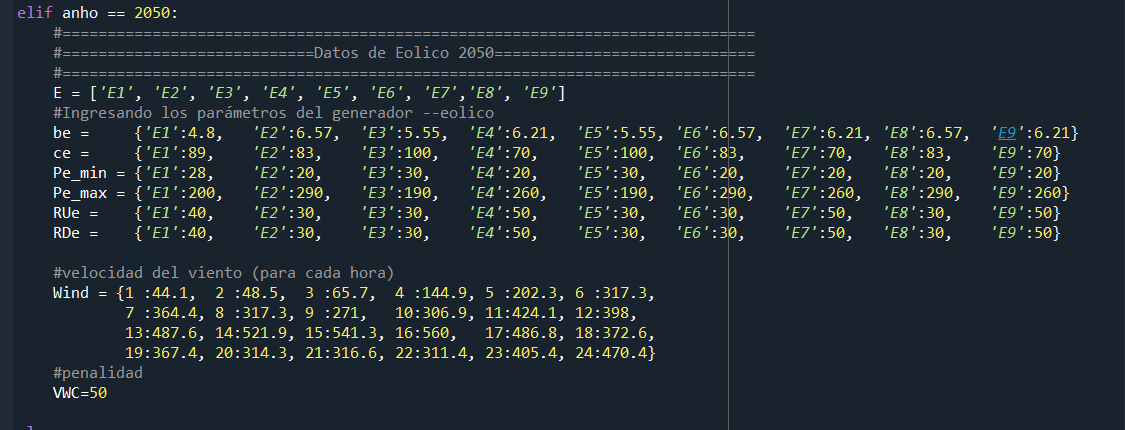 elif anho == 2050:
#=============================================================================
#============================Datos de Eolico 2050=============================
#=============================================================================
E = ['E1', 'E2', 'E3', 'E4', 'E5', 'E6', 'E7','E8', 'E9']
#Ingresando los parámetros del generador --eolico
be =     {'E1':4.8,   'E2':6.57,  'E3':5.55,  'E4':6.21,   'E5':5.55, 'E6':6.57,  'E7':6.21, 'E8':6.57,  'E9':6.21}
ce =     {'E1':89,    'E2':83,    'E3':100,   'E4':70,     'E5':100,  'E6':83,    'E7':70,   'E8':83,    'E9':70}
Pe_min = {'E1':28,    'E2':20,    'E3':30,    'E4':20,     'E5':30,   'E6':20,    'E7':20,   'E8':20,    'E9':20}
Pe_max = {'E1':200,   'E2':290,   'E3':190,   'E4':260,    'E5':190,  'E6':290,   'E7':260,  'E8':290,   'E9':260}
RUe =    {'E1':40,    'E2':30,    'E3':30,    'E4':50,     'E5':30,   'E6':30,    'E7':50,   'E8':30,    'E9':50}
RDe =    {'E1':40,    'E2':30,    'E3':30,    'E4':50,     'E5':30,   'E6':30,    'E7':50,   'E8':30,    'E9':50}
#velocidad del viento (para cada hora)
Wind = {1 :44.1,  2 :48.5,  3 :65.7,  4 :144.9, 5 :202.3, 6 :317.3,
7 :364.4, 8 :317.3, 9 :271,   10:306.9, 11:424.1, 12:398,
13:487.6, 14:521.9, 15:541.3, 16:560,   17:486.8, 18:372.6,
19:367.4, 20:314.3, 21:316.6, 22:311.4, 23:405.4, 24:470.4}
#penalidad
VWC=50